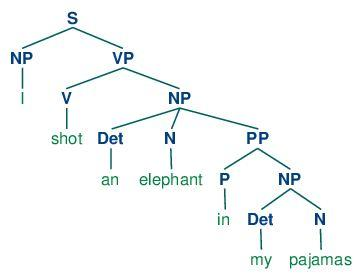 S
NP VP
I V NP
shot Det N PP
an elephant P NP
in Det N
my pajamas